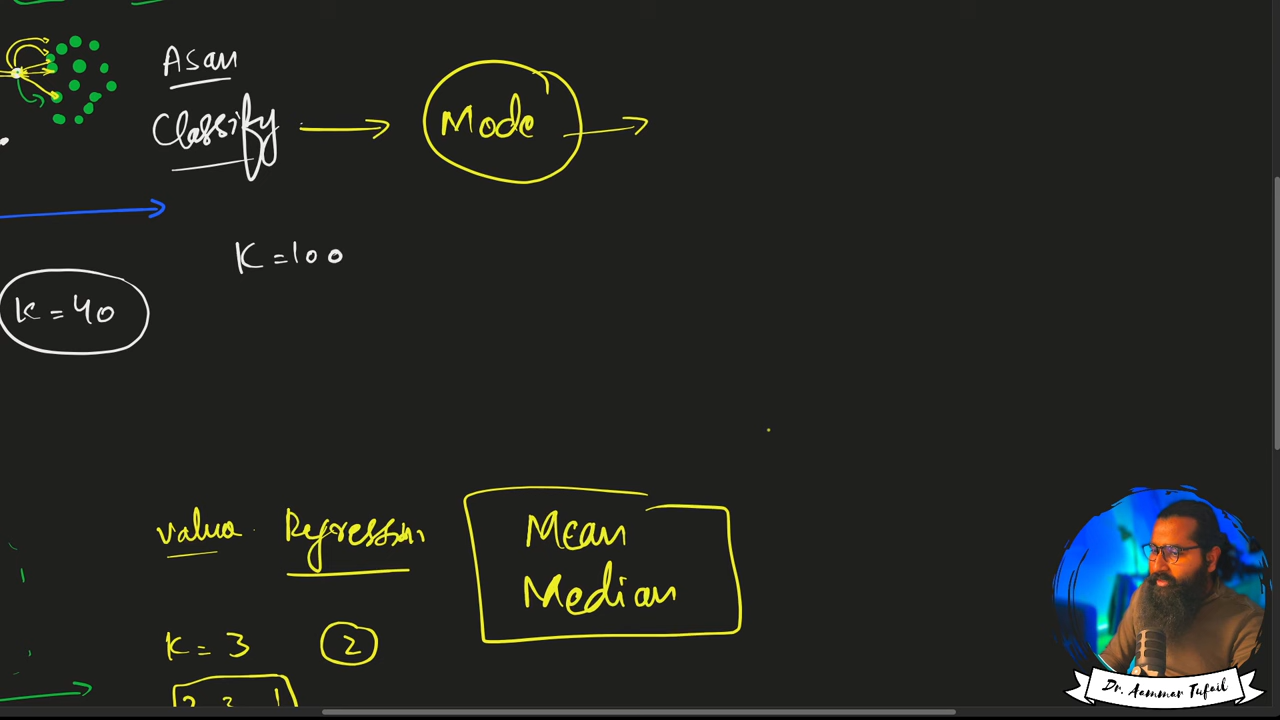 Asan
Classify
Mode
K=100
K=40
value Regression
Mean
Median
K=3 2
Dr. Aammar Tufail